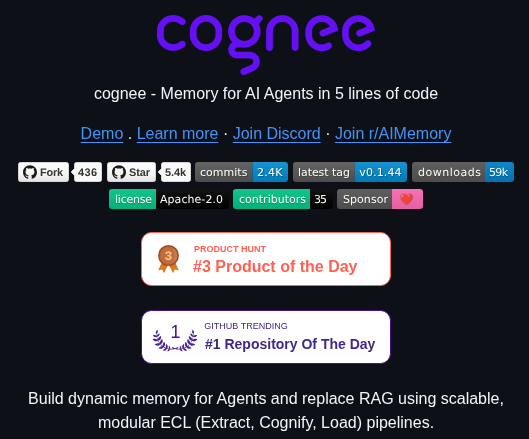 cognee
cognee - Memory for AI Agents in 5 lines of code
Demo . Learn more · Join Discord · Join r/AIMemory
Fork 436 Star 5.4k commits 2.4K latest tag v0.1.44 downloads 59k
license Apache-2.0 contributors 35 Sponsor
3 PRODUCT HUNT
#3 Product of the Day
1 GITHUB TRENDING
#1 Repository Of The Day
Build dynamic memory for Agents and replace RAG using scalable,
modular ECL (Extract, Cognify, Load) pipelines.